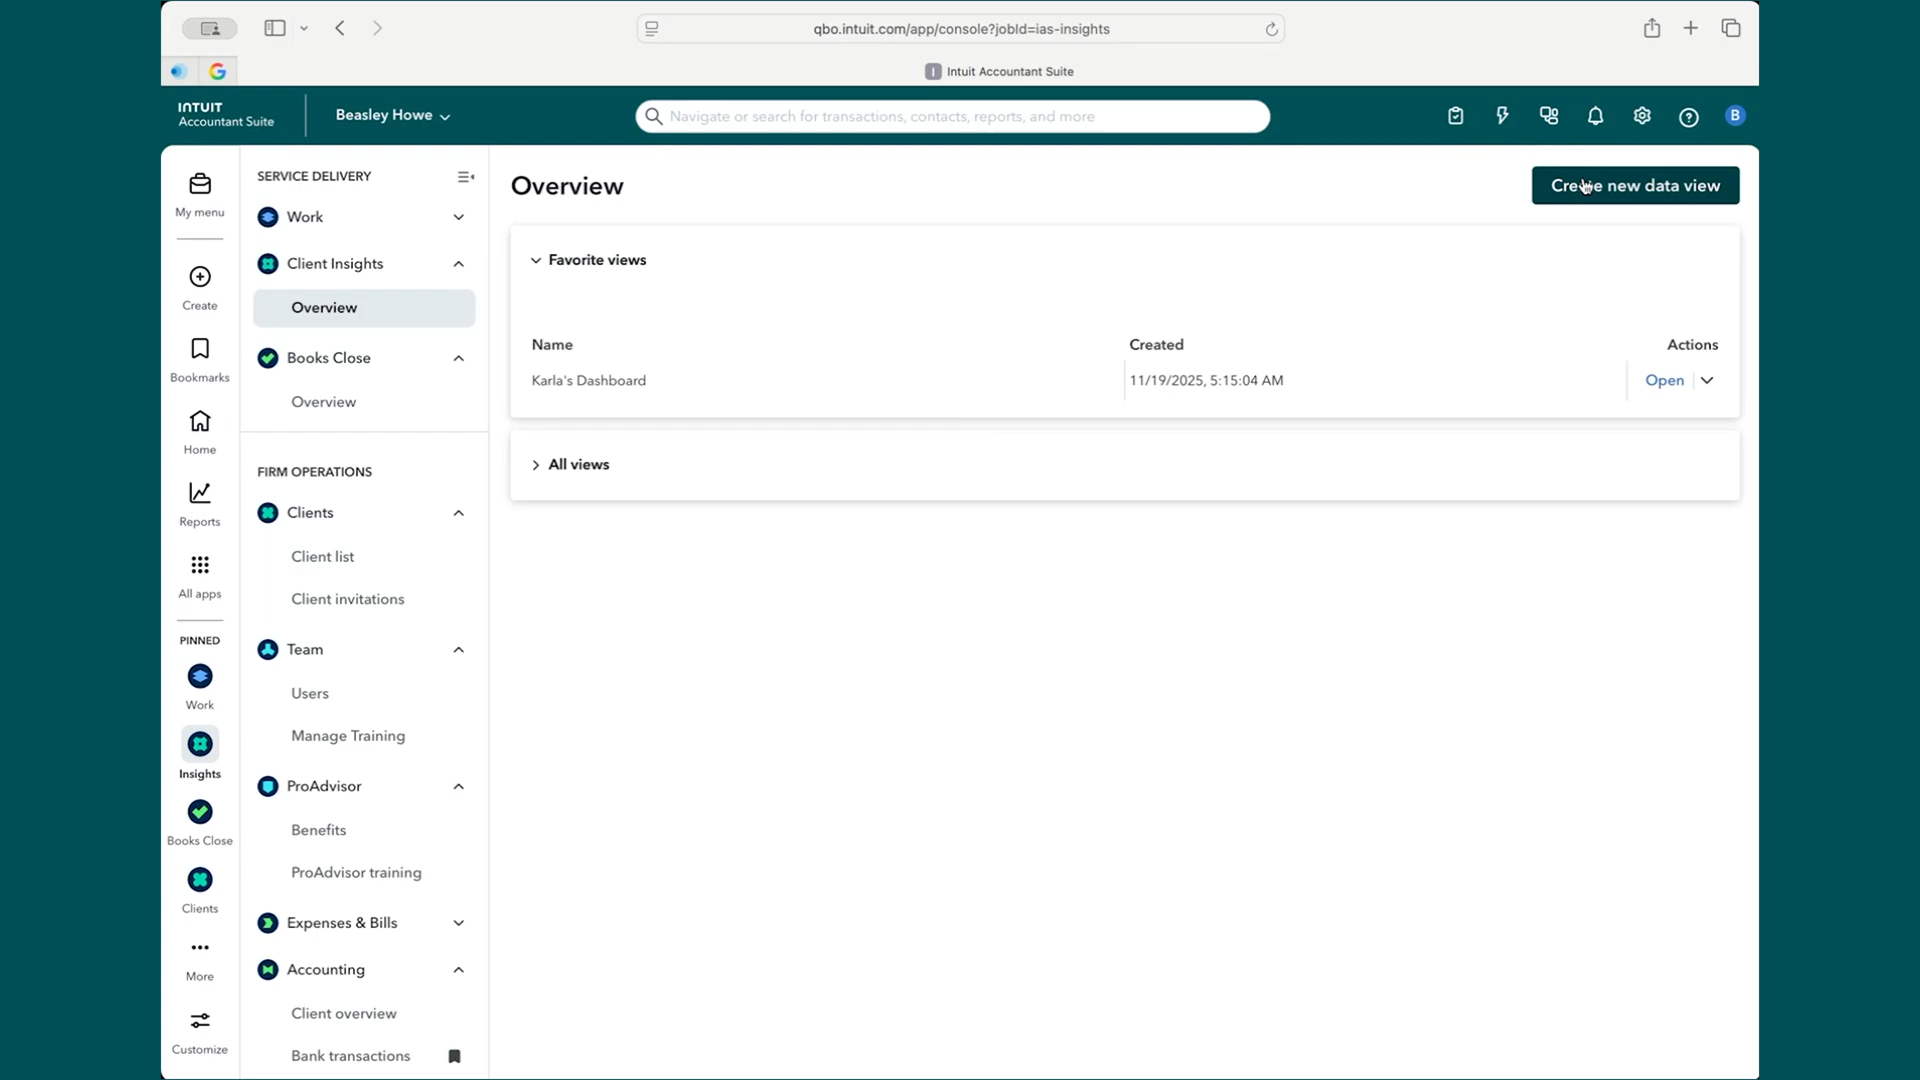 qbo.intuit.com/app/console?jobId=ias-insights
Intuit Accountant Suite
INTUIT
Accountant Suite
Beasley Howe
Navigate or search for transactions, contacts, reports, and more
B
My menu
Create
Bookmarks
Home
Reports
All apps
PINNED
Work
Insights
Books Close
Clients
More
Customize
SERVICE DELIVERY
Work
Client Insights
Overview
Books Close
Overview
FIRM OPERATIONS
Clients
Client list
Client invitations
Team
Users
Manage Training
ProAdvisor
Benefits
ProAdvisor training
Expenses & Bills
Accounting
Client overview
Bank transactions
Overview
Create new data view
Favorite views
Name Created Actions
Karla's Dashboard 11/19/2025, 5:15:04 AM Open
All views